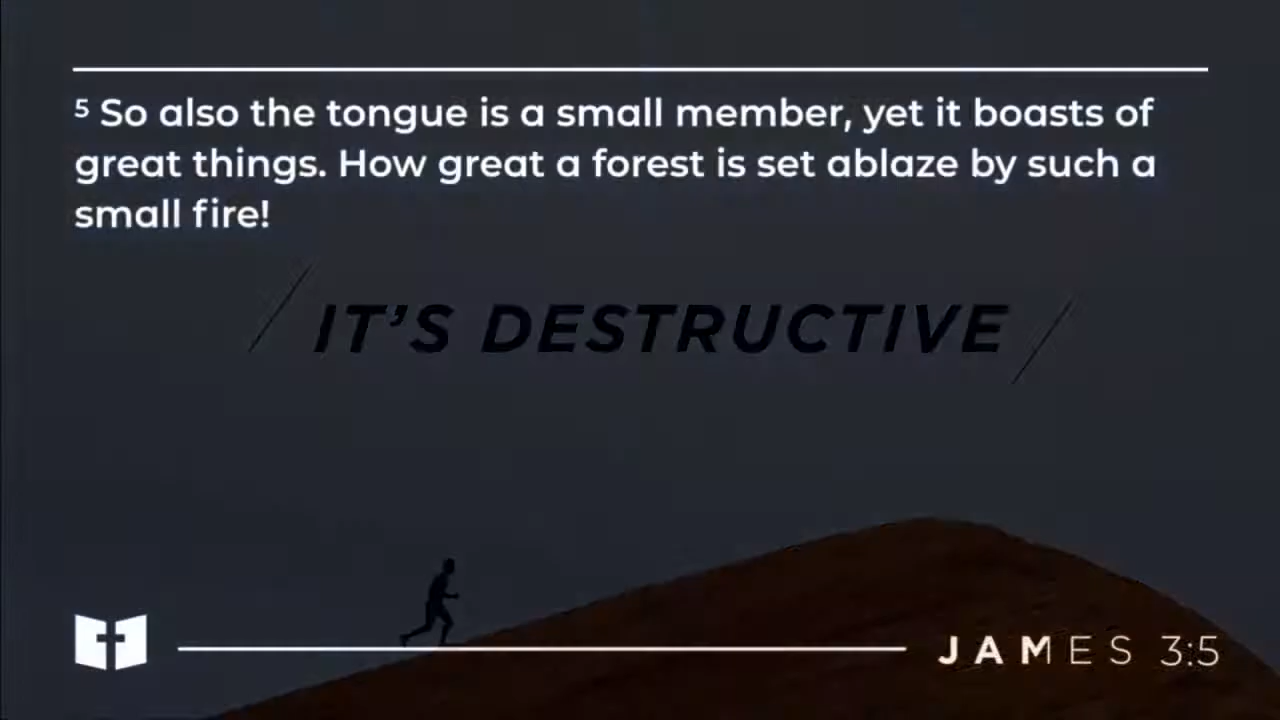 5 So also the tongue is a small member, yet it boasts of
great things. How great a forest is set ablaze by such a
small fire!
IT'S DESTRUCTIVE
JAMES 3:5